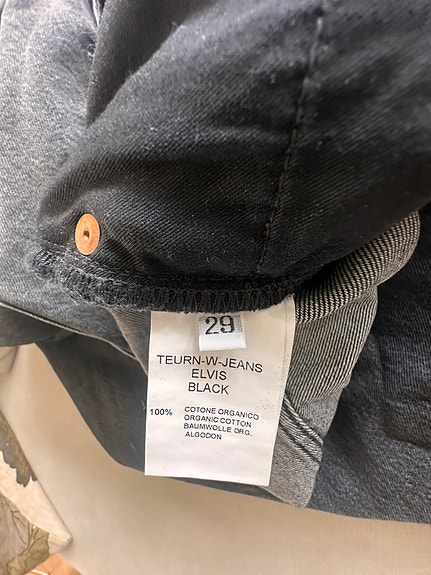 29
TEURN-W-JEANS
ELVIS
BLACK
100% COTONE ORGANICO
ORGANIC COTTON
BAUMWOLLE ORG.
ALGODON